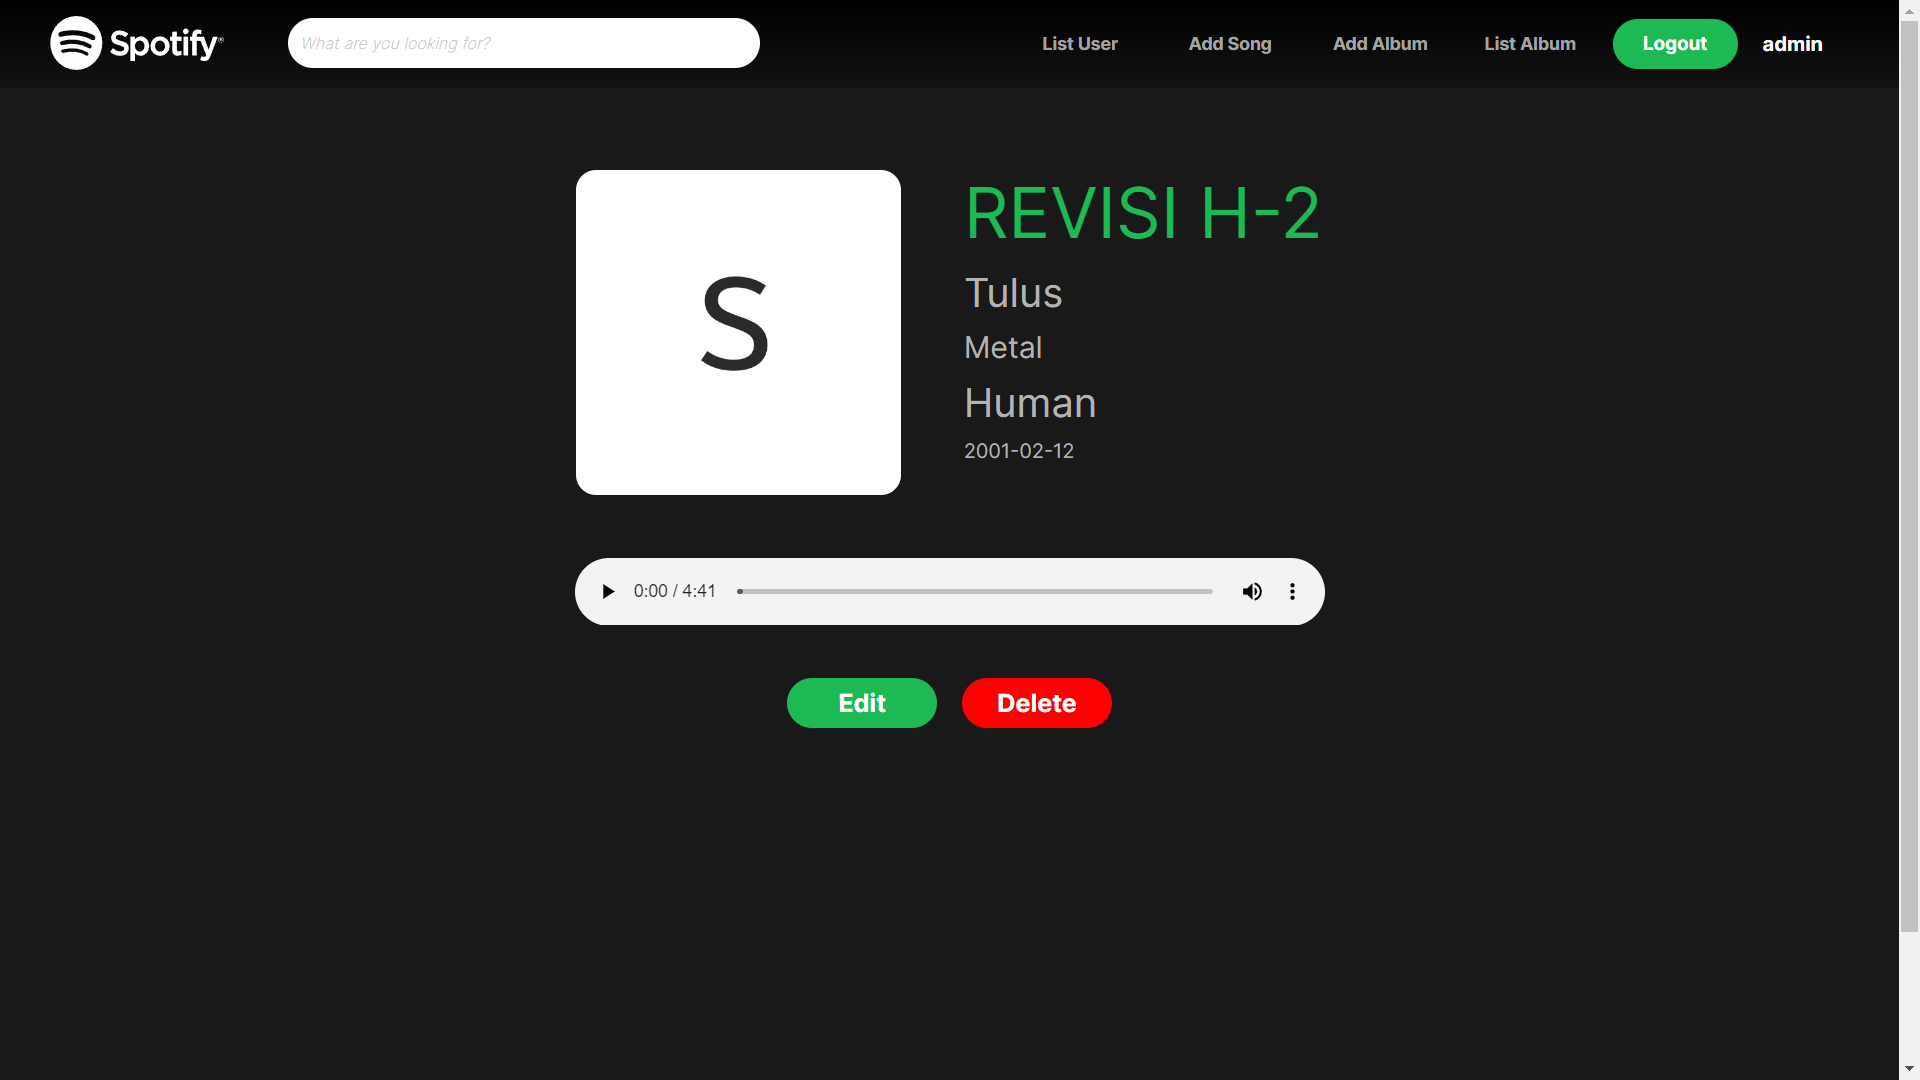 Spotify®
What are you looking for?
List User
Add Song
Add Album
List Album
Logout
admin
S
REVISI H-2
Tulus
Metal
Human
2001-02-12
0:00 / 4:41
Edit
Delete